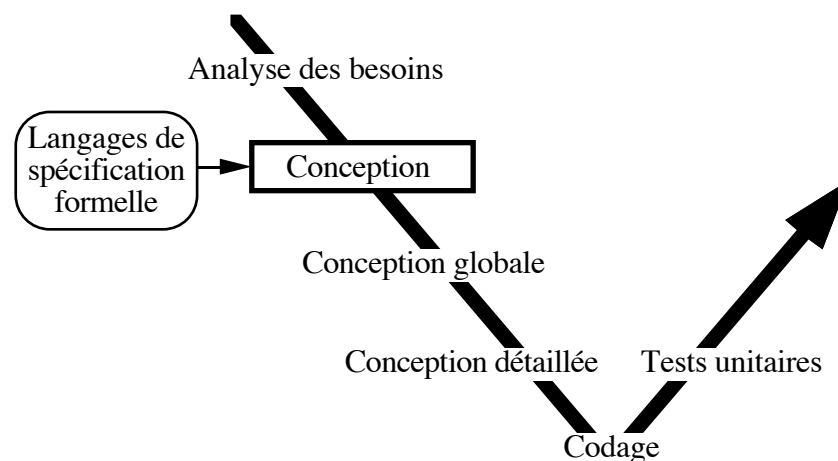 Analyse des besoins
Langages de
spécification
formelle
Conception
Conception globale
Conception détaillée
Tests unitaires
Codage